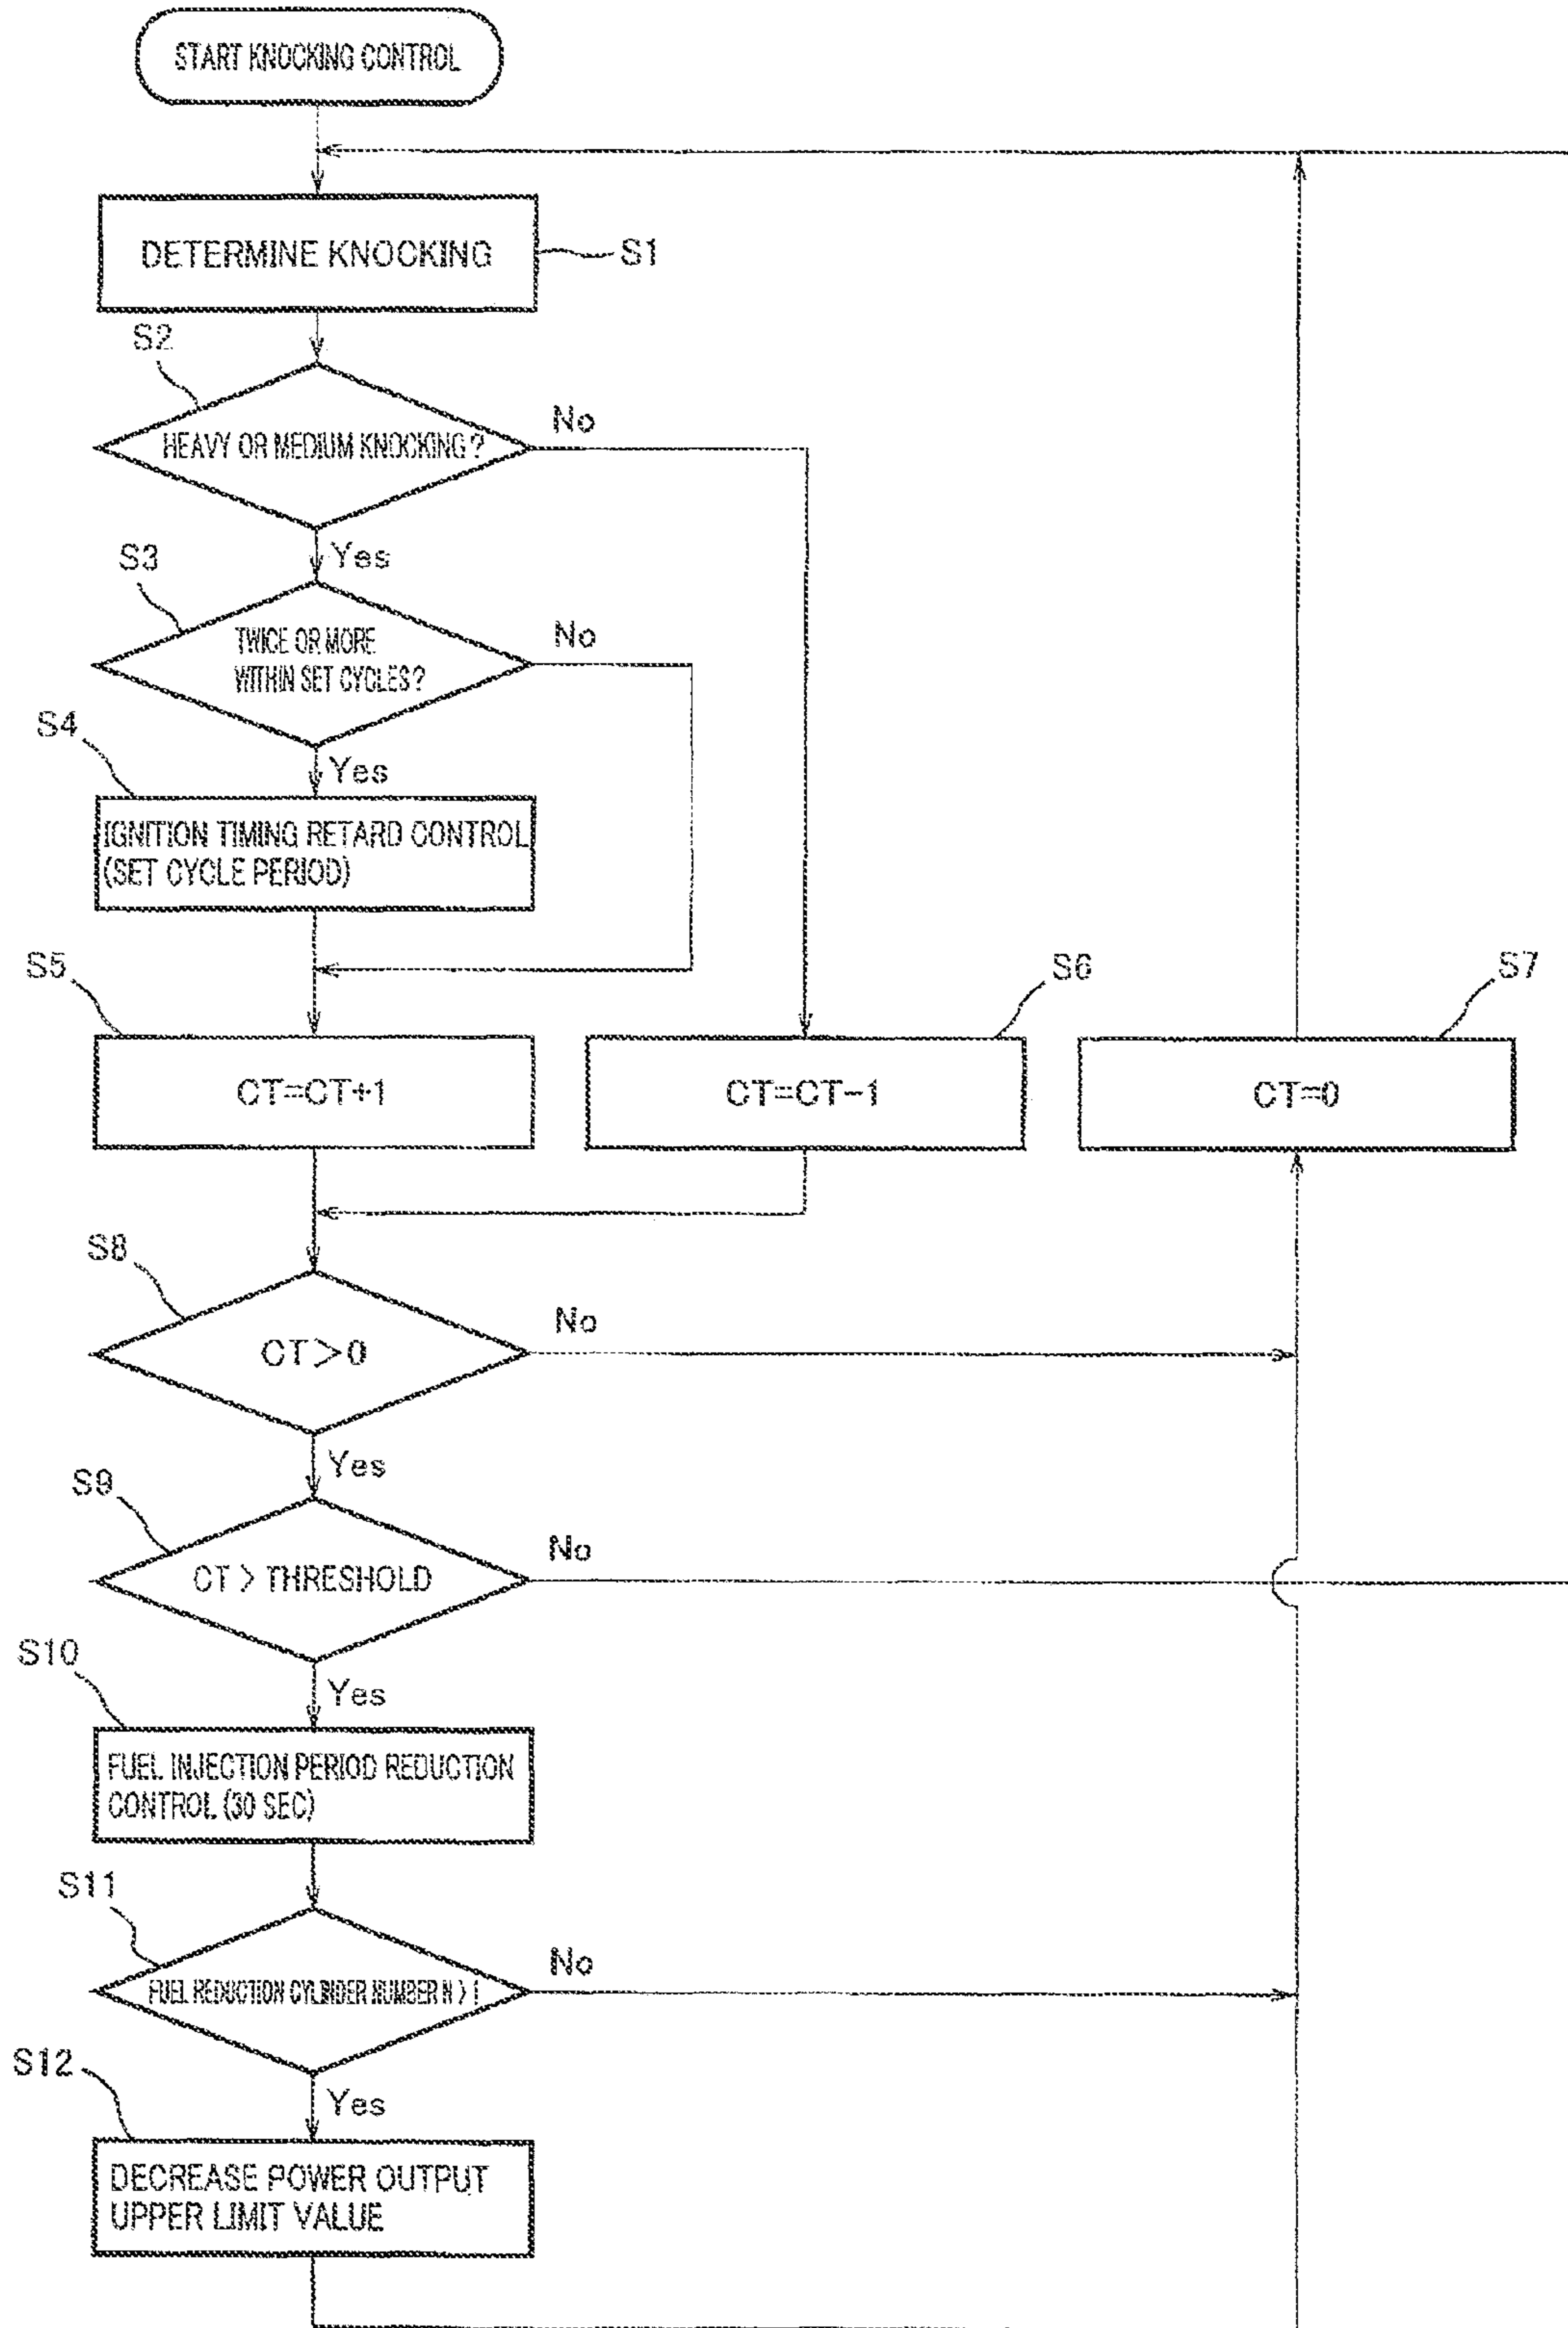 START KNOCKING CONTROL
DETERMINE KNOCKING
S1
S2
HEAVY OR MEDIUM KNOCKING?
No
Yes
S3
TWICE OR MORE
WITHIN SET CYCLES?
No
S4
Yes
IGNITION TIMING RETARD CONTROL
(SET CYCLE PERIOD)
S5
S6
S7
CT=CT+1
CT=CT-1
CT=0
S8
CT>0
No
Yes
S9
CT > THRESHOLD
No
S10
Yes
FUEL INJECTION PERIOD REDUCTION
CONTROL (30 SEC)
S11
FUEL REDUCTION CYLINDER NUMBER N > 1
No
S12
Yes
DECREASE POWER OUTPUT
UPPER LIMIT VALUE